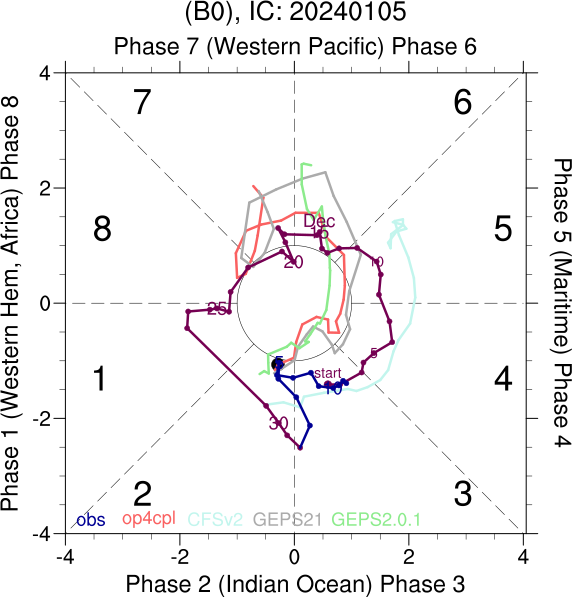 (B0), IC: 20240105
Phase 7 (Western Pacific) Phase 6
4
7
6
Phase 1 (Western Hem, Africa) Phase 8
Phase 5 (Maritime) Phase 4
2
Dec
15
8
5
20
10
0
25
5
5
1
start
4
10
-2
30
2
3
obs op4cpl CFSv2 GEPS21 GEPS2.0.1
-4
-4 -2 0 2 4
Phase 2 (Indian Ocean) Phase 3